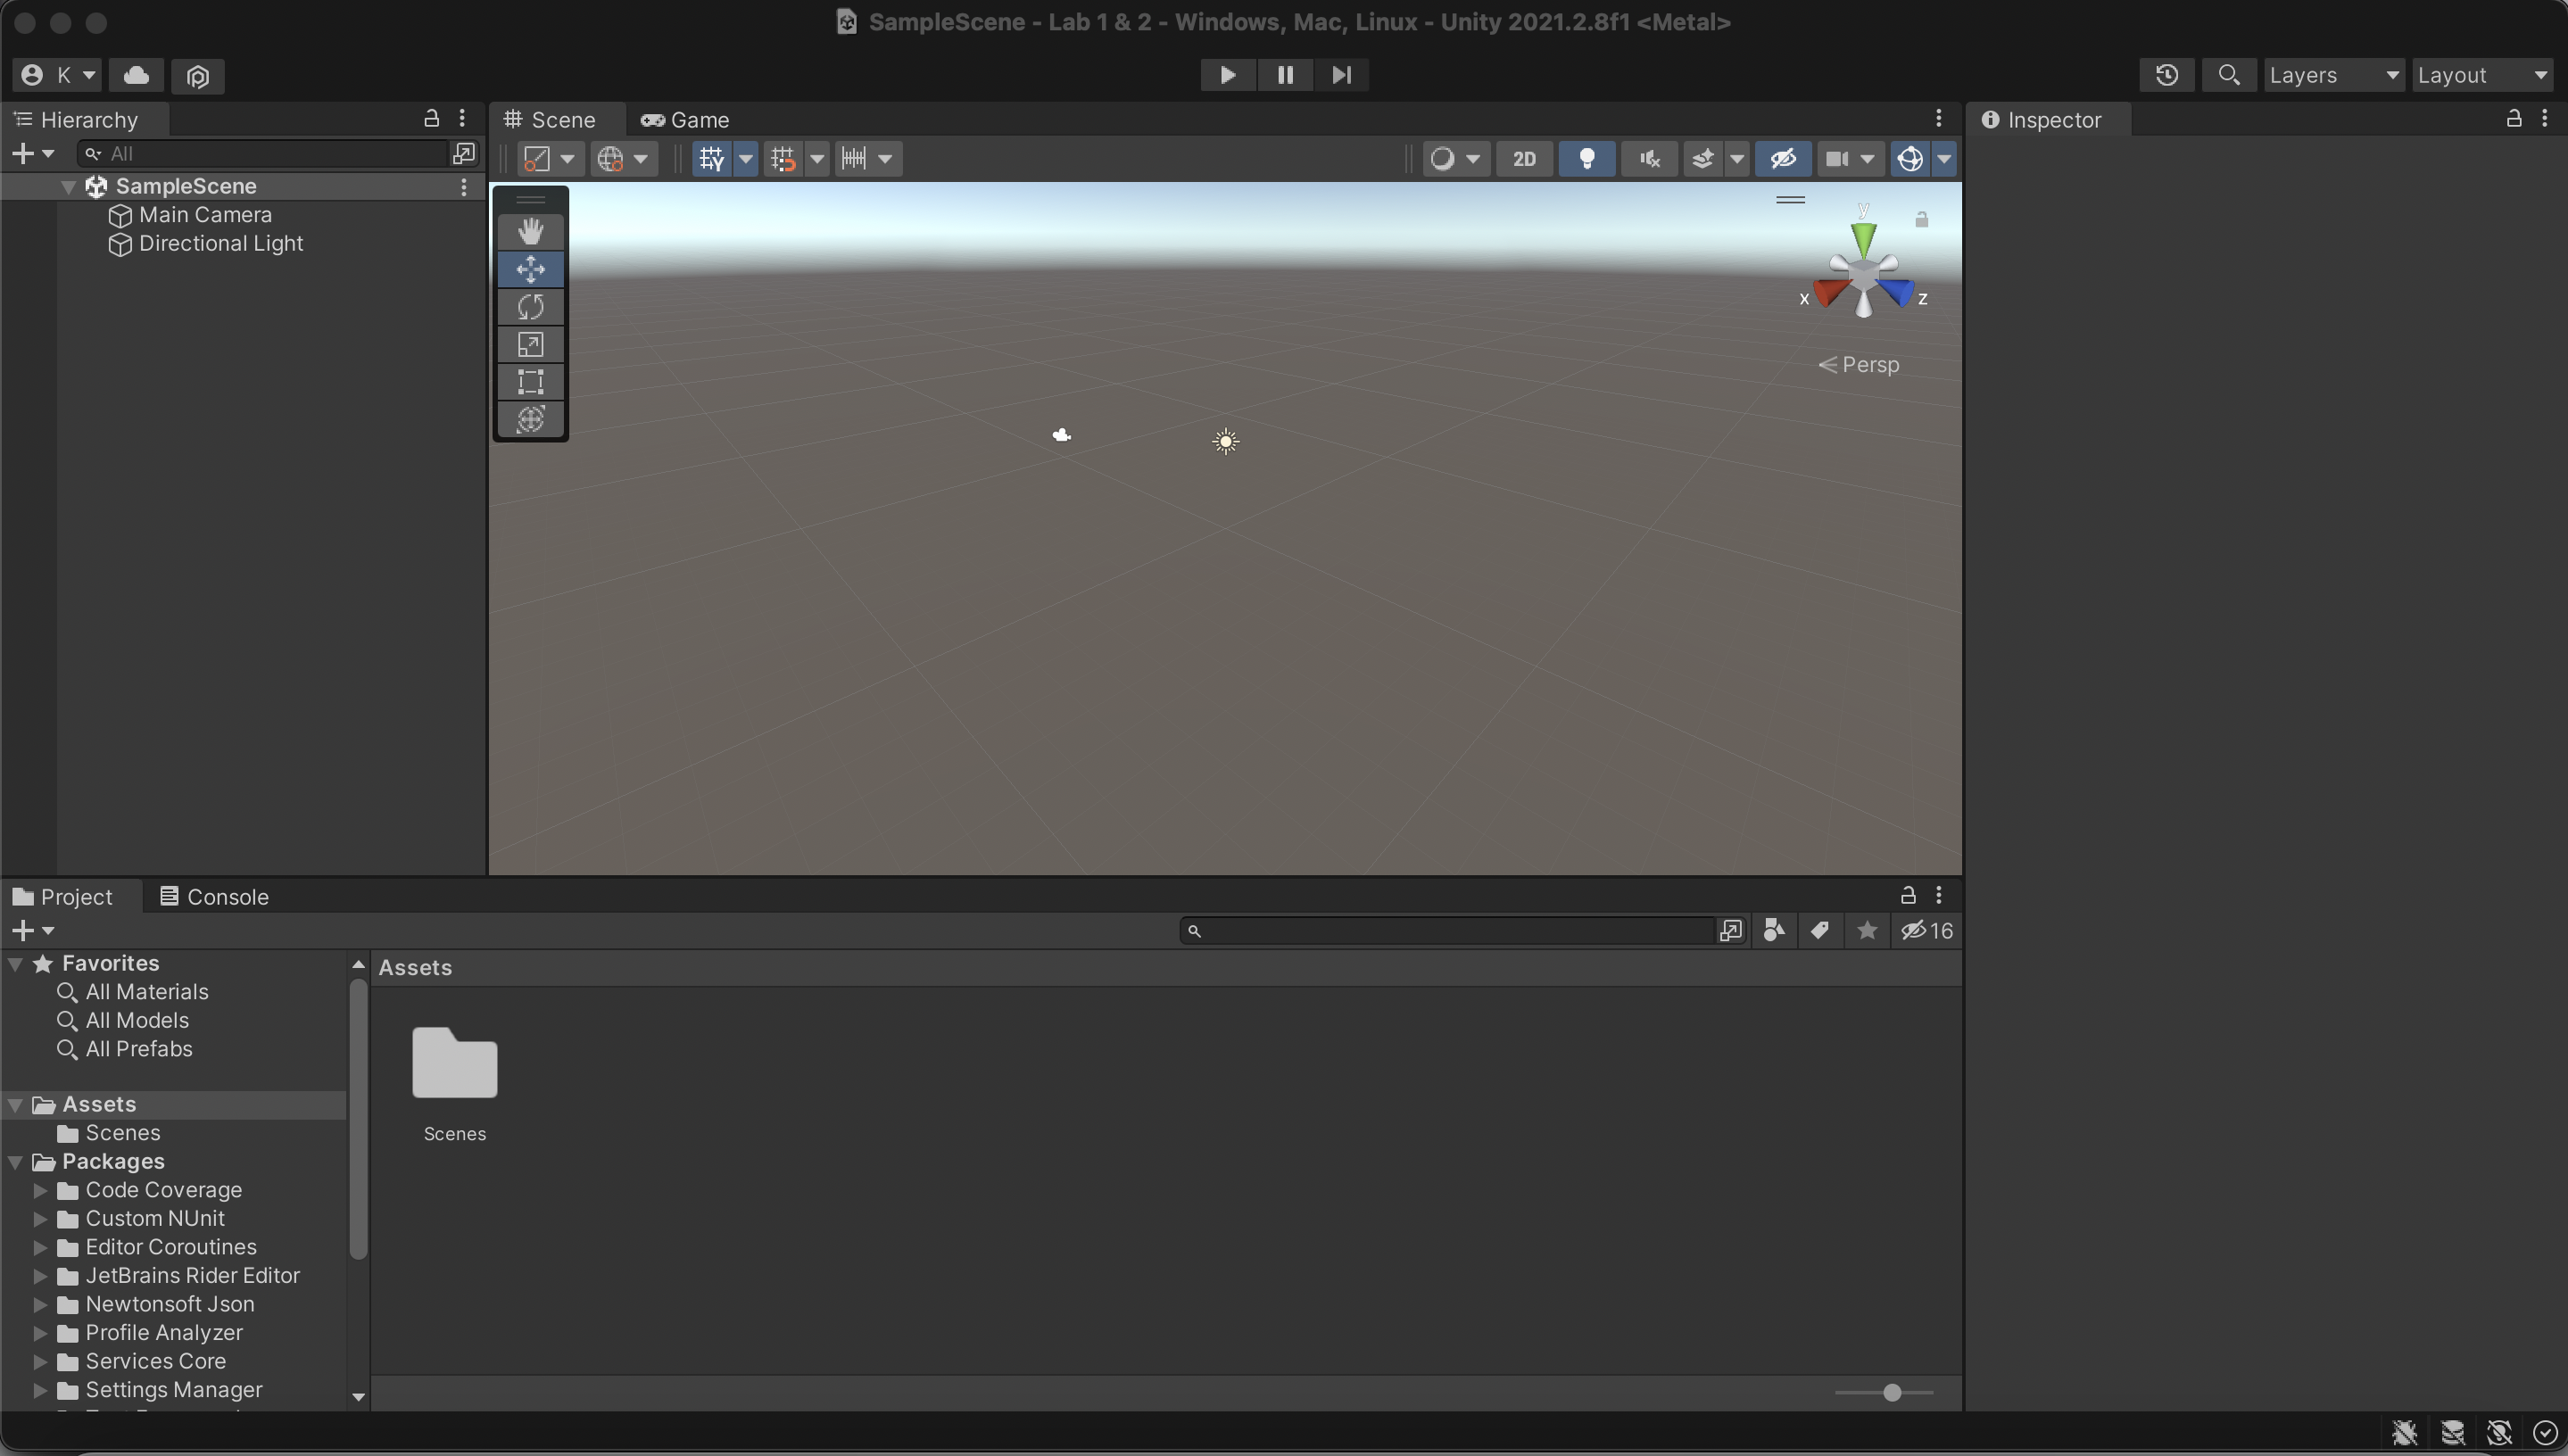 SampleScene - Lab 1 & 2 - Windows, Mac, Linux - Unity 2021.2.8f1 <Metal>
K
Layers
Layout
Hierarchy
Scene
Game
Inspector
All
2D
SampleScene
Main Camera
Directional Light
y
x
z
Persp
Project
Console
16
Favorites
All Materials
All Models
All Prefabs
Assets
Scenes
Packages
Code Coverage
Custom NUnit
Editor Coroutines
JetBrains Rider Editor
Newtonsoft Json
Profile Analyzer
Services Core
Settings Manager
Assets
Scenes